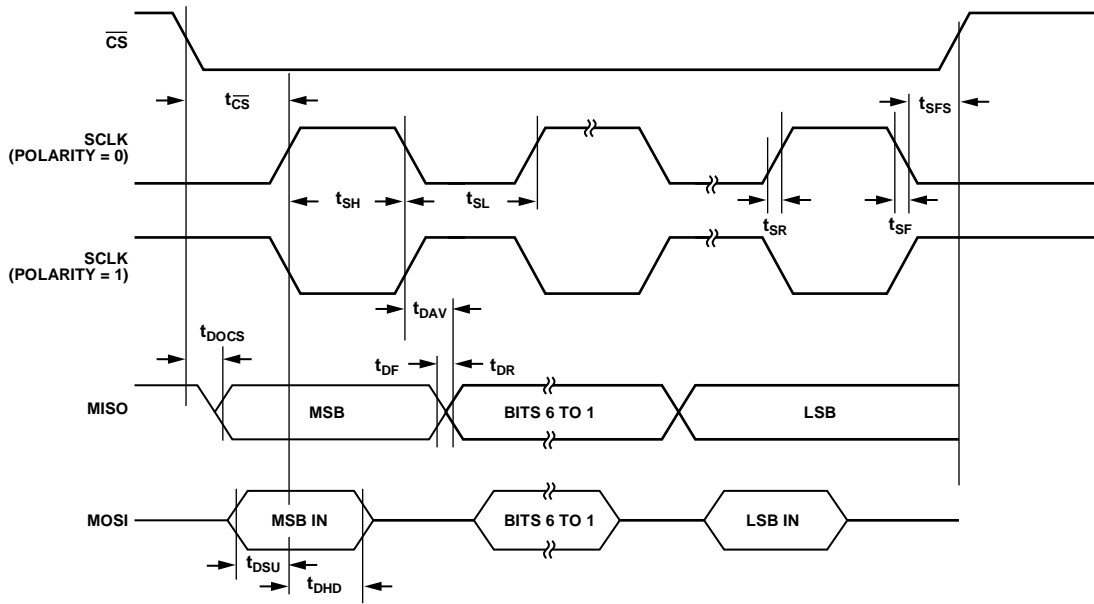 CS
tCS
tSFS
SCLK
(POLARITY = 0)
tSH
tSL
tSR
tSF
SCLK
(POLARITY = 1)
tDAV
tDOCS
tDF
tDR
MISO
MSB
BITS 6 TO 1
LSB
MOSI
MSB IN
BITS 6 TO 1
LSB IN
tDSU
tDHD